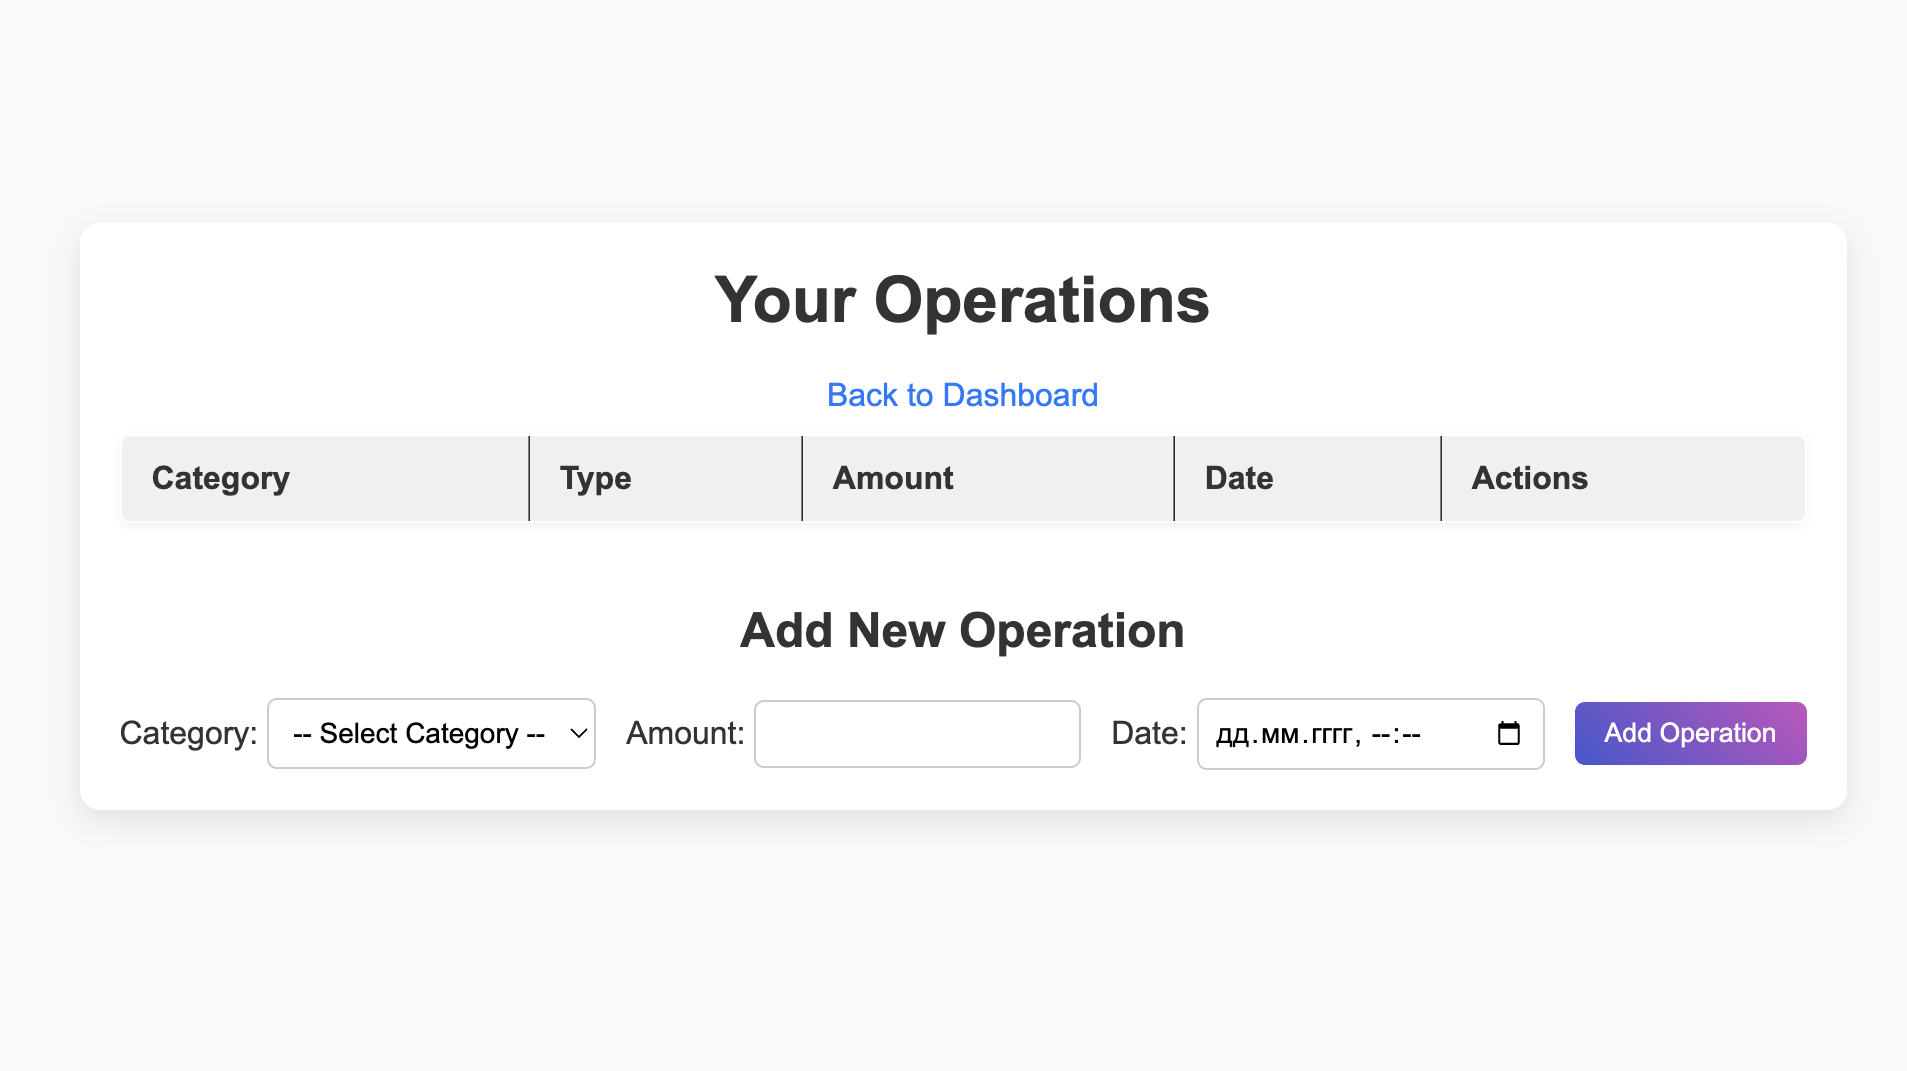 Your Operations
Back to Dashboard
Category Type Amount Date Actions
Add New Operation
Category: -- Select Category -- Amount: Date: дд.мм.гггг, --:-- Add Operation